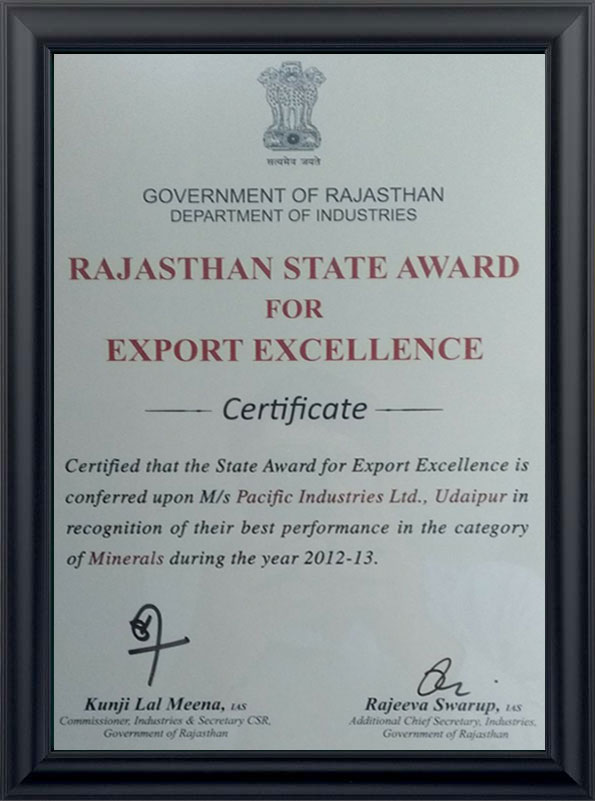 सत्यमेव जयते
GOVERNMENT OF RAJASTHAN
DEPARTMENT OF INDUSTRIES
RAJASTHAN STATE AWARD
FOR
EXPORT EXCELLENCE
Certificate
Certified that the State Award for Export Excellence is
conferred upon M/s Pacific Industries Ltd., Udaipur in
recognition of their best performance in the category
of Minerals during the year 2012-13.
Kunji Lal Meena, IAS
Commissioner, Industries & Secretary CSR,
Government of Rajasthan
Rajeeva Swarup, IAS
Additional Chief Secretary, Industries,
Government of Rajasthan